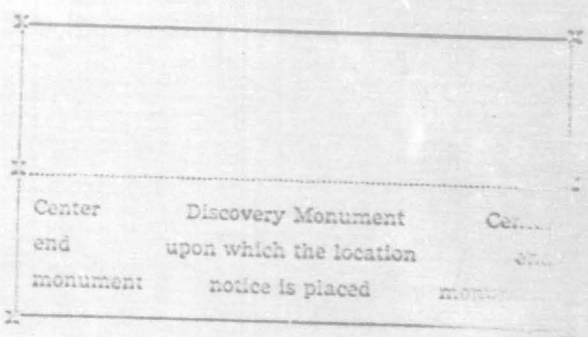 Center Discovery Monument
end upon which the location
monument notice is placed